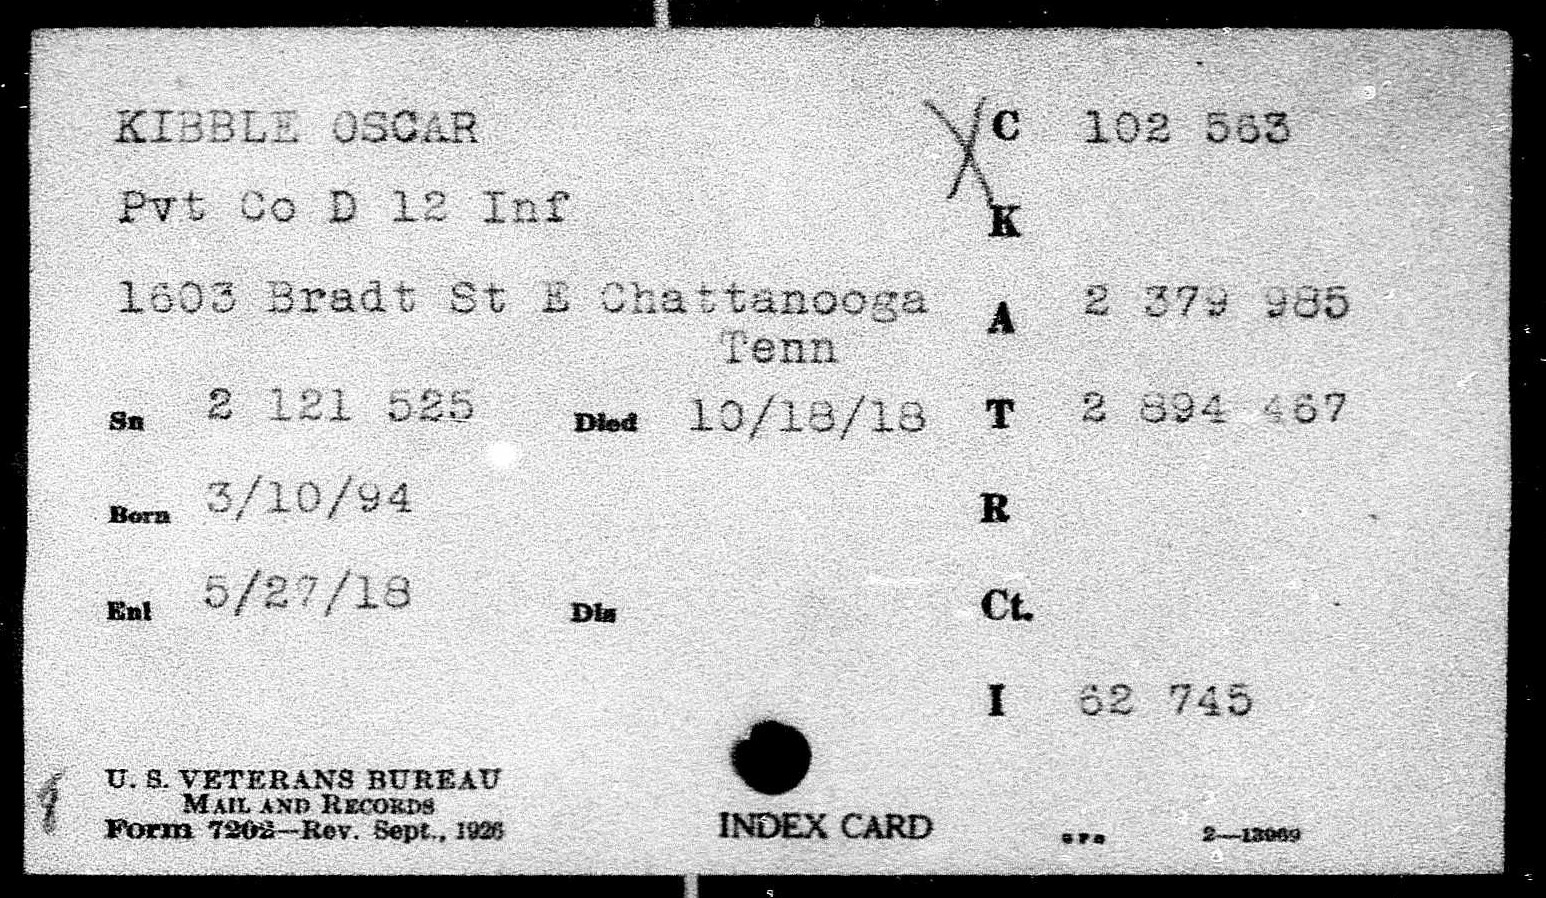 KIBBLE OSCAR
C 102 563
Pvt Co D 12 Inf
K
1603 Bradt St E Chattanooga
Tenn
A 2 379 985
Sn 2 121 525 Died 10/18/18
T 2 894 467
Born 3/10/94
R
Enl 5/27/18 Dis
Ct.
I 62 745
U. S. VETERANS BUREAU
MAIL AND RECORDS
Form 7202—Rev. Sept., 1926
INDEX CARD
GPO 2—13969